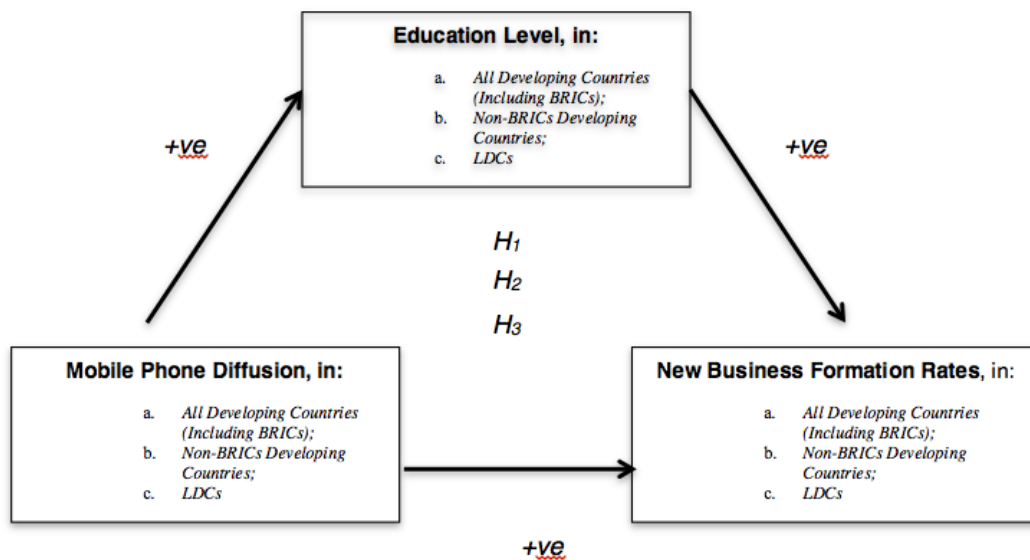 Education Level, in:
a. All Developing Countries
(Including BRICs);
b. Non-BRICs Developing
Countries;
c. LDCs
+ve
+ve
H1
H2
H3
Mobile Phone Diffusion, in:
a. All Developing Countries
(Including BRICs);
b. Non-BRICs Developing
Countries;
c. LDCs
New Business Formation Rates, in:
a. All Developing Countries
(Including BRICs);
b. Non-BRICs Developing
Countries;
c. LDCs
+ve